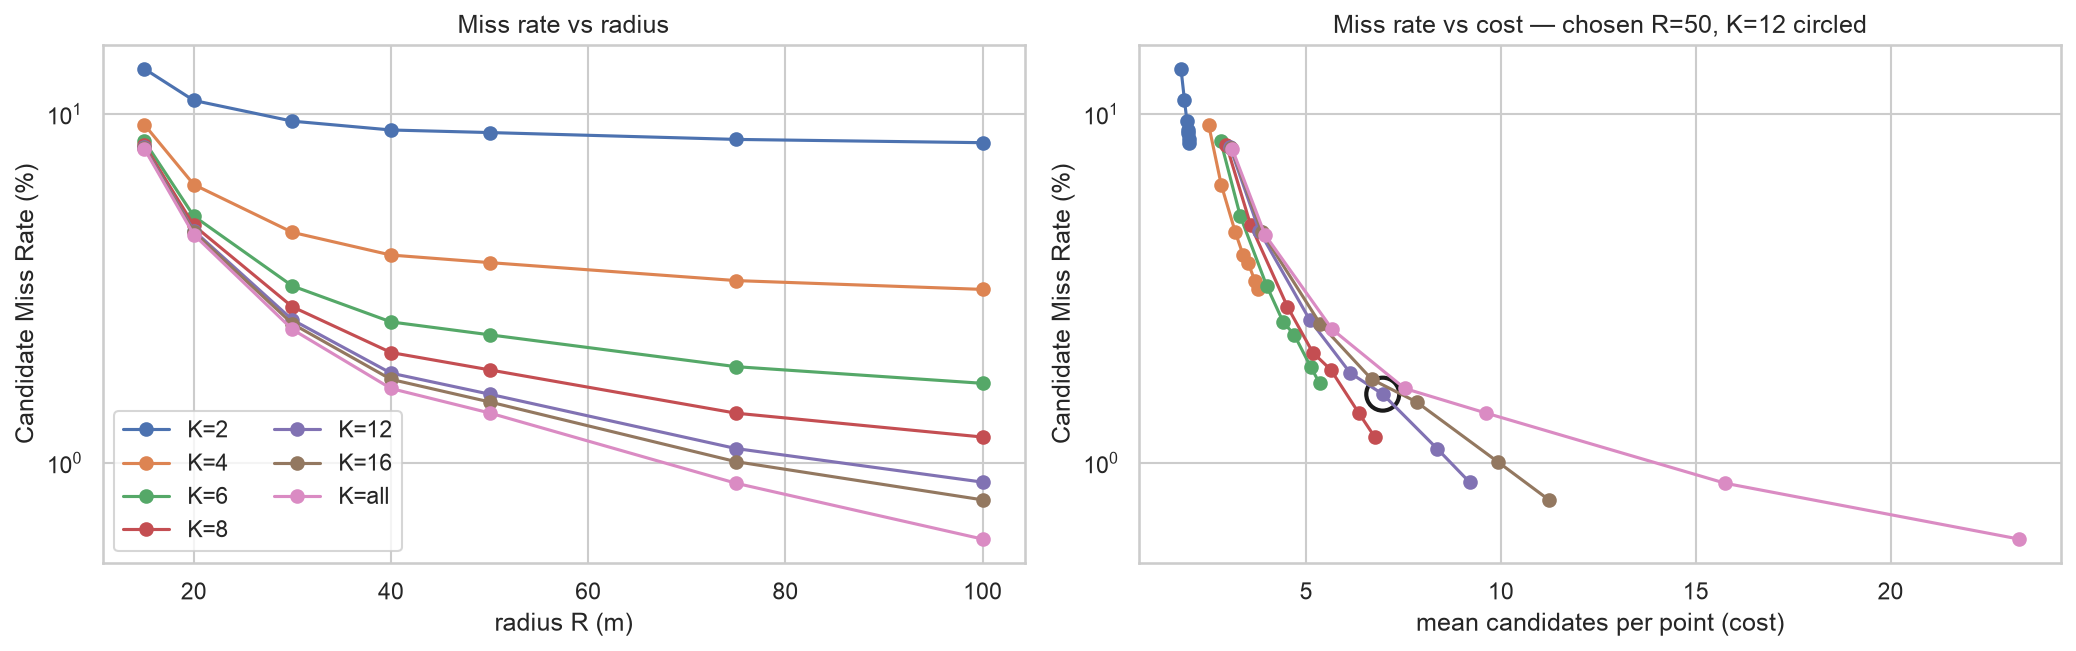 Miss rate vs radius
Candidate Miss Rate (%)
10¹
10⁰
K=2
K=4
K=6
K=8
K=12
K=16
K=all
20 40 60 80 100
radius R (m)
Miss rate vs cost — chosen R=50, K=12 circled
Candidate Miss Rate (%)
10¹
10⁰
5 10 15 20
mean candidates per point (cost)